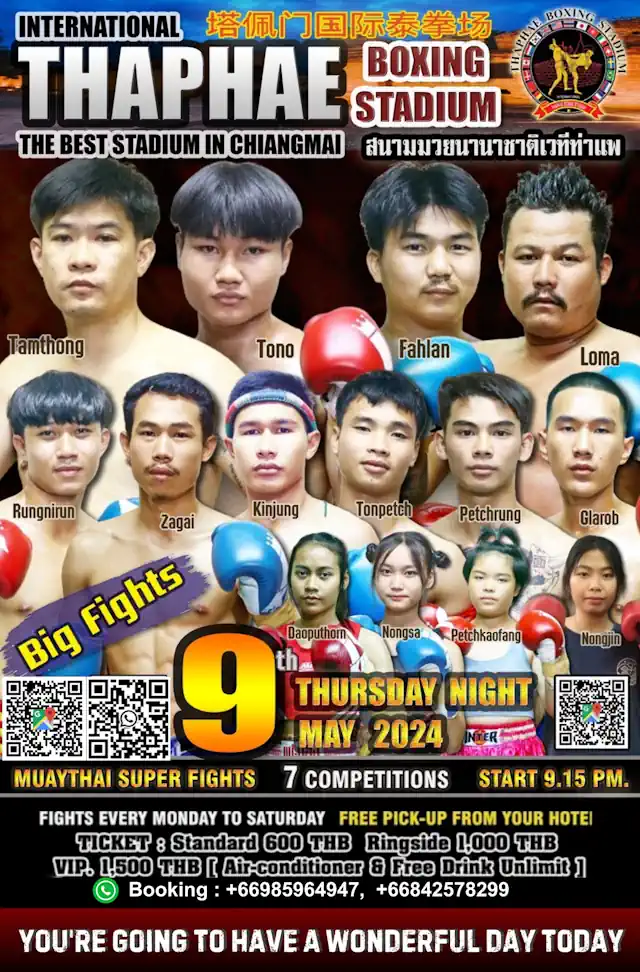 INTERNATIONAL
塔佩门国际泰拳场
THAPHAE BOXING STADIUM
THAPHAE
BOXING
STADIUM
THE BEST STADIUM IN CHIANGMAI
สนามมวยนานาชาติเวทีท่าแพ
Tamthong
Tono
Fahlan
Loma
Rungnirun
Zagai
Kinjung
Tonpetch
Petchrung
Glarob
Daoputhorn
Nongsa
Petchkaofang
Nongjin
Big Fights
9th
THURSDAY NIGHT
MAY 2024
INTER
MUAYTHAI SUPER FIGHTS 7 COMPETITIONS START 9.15 PM.
FIGHTS EVERY MONDAY TO SATURDAY FREE PICK-UP FROM YOUR HOTEl
TICKET : Standard 600 THB Ringside 1,000 THB
VIP. 1,500 THB [ Air-conditioner & Free Drink Unlimit ]
Booking : +66985964947, +66842578299
YOU'RE GOING TO HAVE A WONDERFUL DAY TODAY